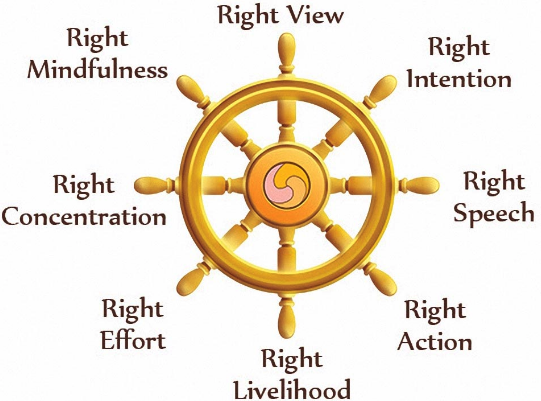 Right View
Right
Intention
Right
Speech
Right
Action
Right
Livelihood
Right
Effort
Right
Concentration
Right
Mindfulness